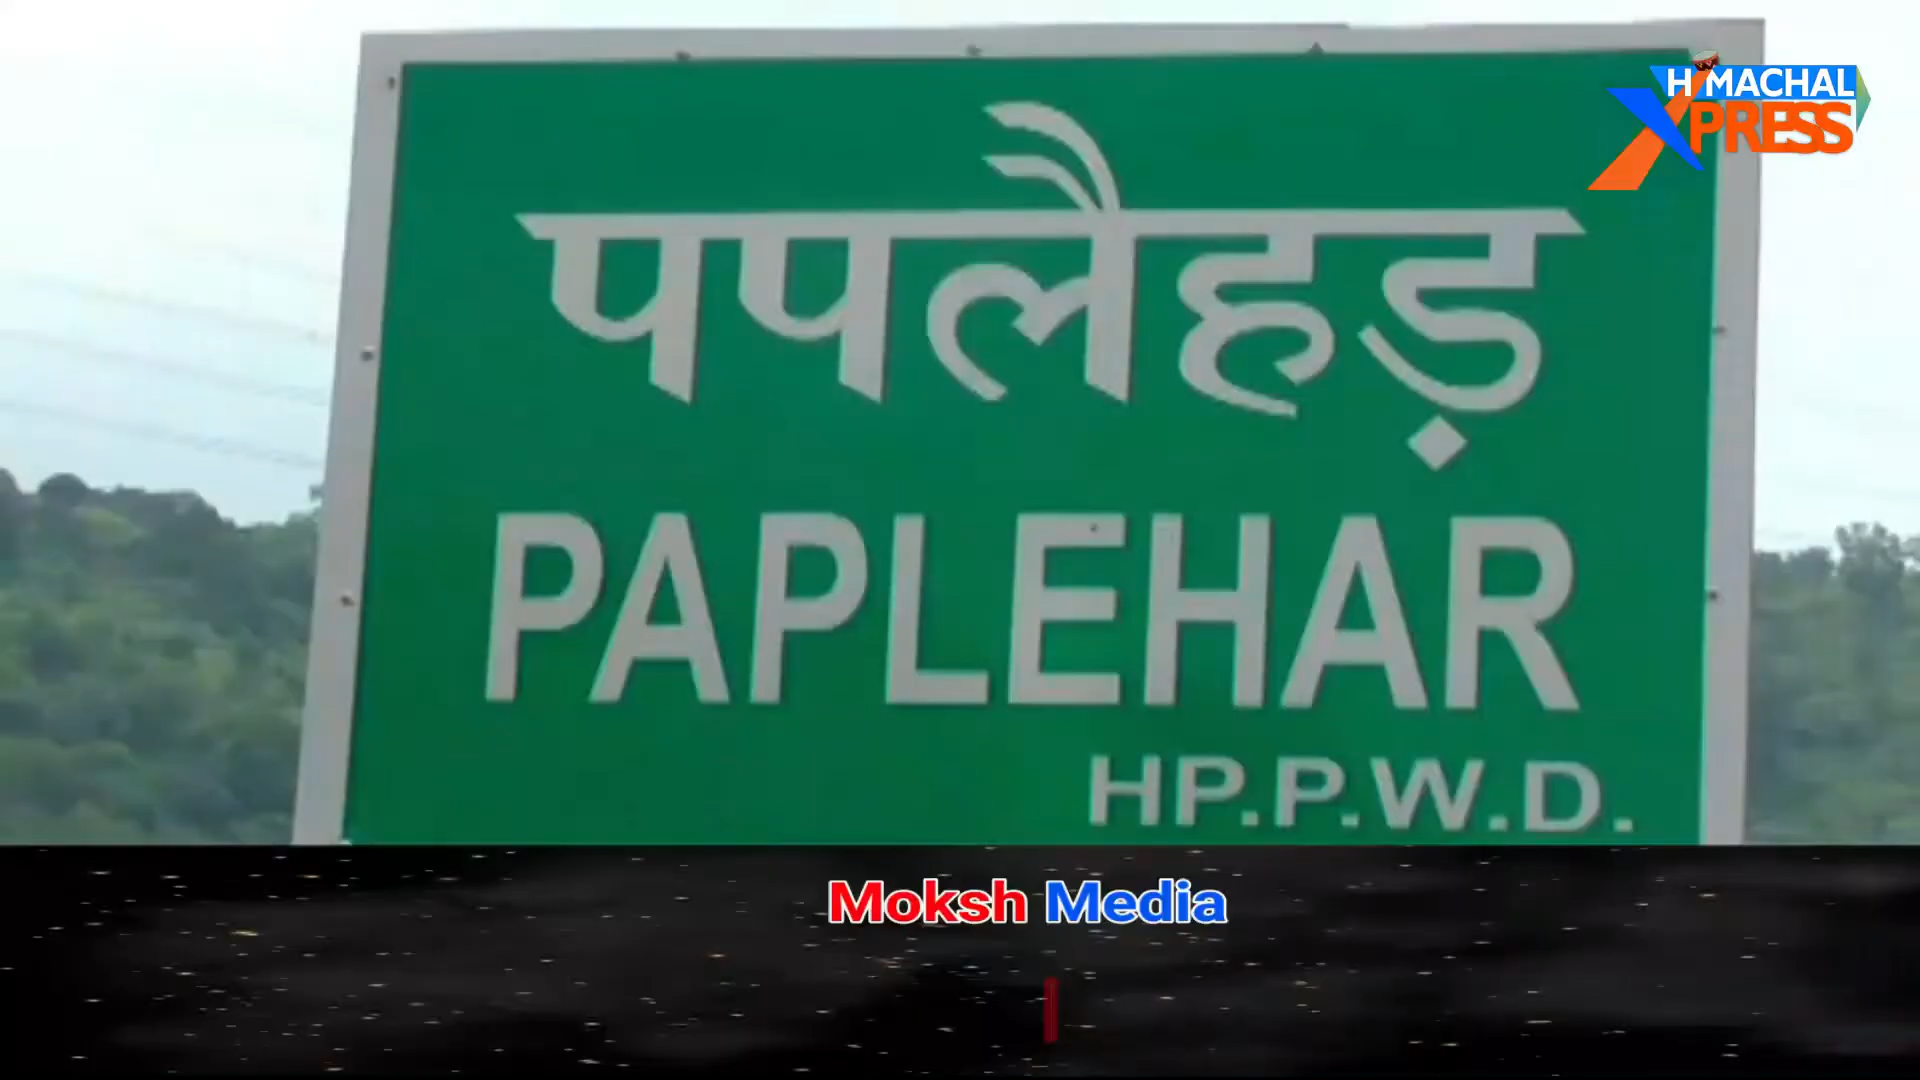 HIMACHAL
XPRESS
पपलैहड़
PAPLEHAR
HP.P.W.D.
Moksh Media